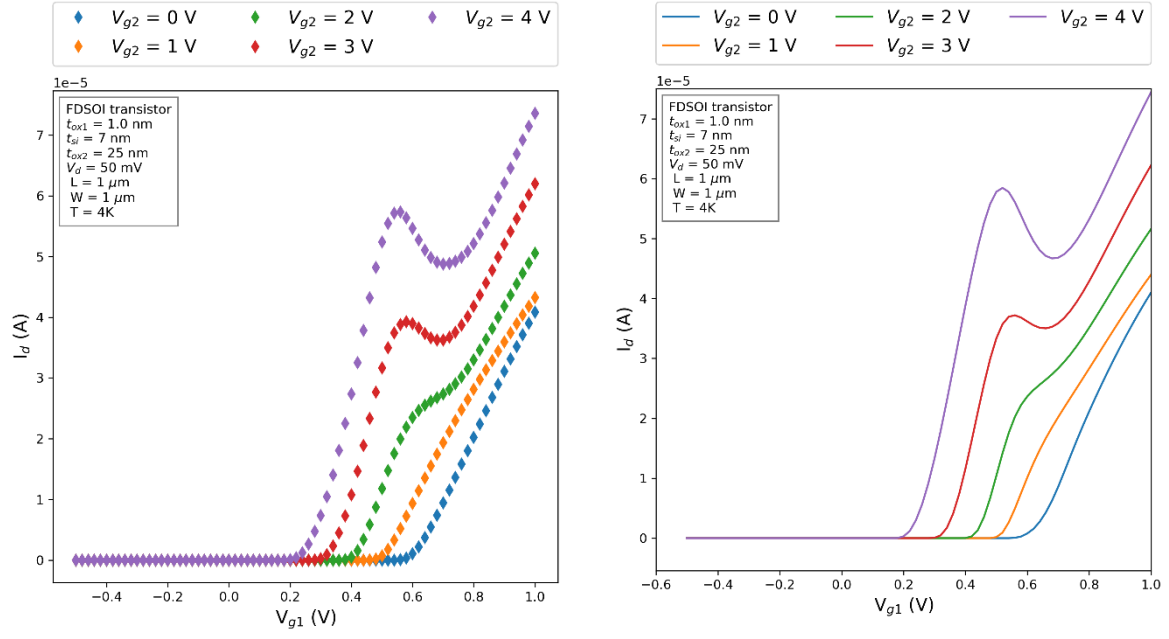 V_g2 = 0 V V_g2 = 2 V V_g2 = 4 V
V_g2 = 1 V V_g2 = 3 V
1e−5
FDSOI transistor
t_ox1 = 1.0 nm
t_si = 7 nm
t_ox2 = 25 nm
V_d = 50 mV
L = 1 μm
W = 1 μm
T = 4K
I_d (A)
7
6
5
4
3
2
1
0
−0.4 −0.2 0.0 0.2 0.4 0.6 0.8 1.0
V_g1 (V)
V_g2 = 0 V V_g2 = 2 V V_g2 = 4 V
V_g2 = 1 V V_g2 = 3 V
1e−5
FDSOI transistor
t_ox1 = 1.0 nm
t_si = 7 nm
t_ox2 = 25 nm
V_d = 50 mV
L = 1 μm
W = 1 μm
T = 4K
I_d (A)
7
6
5
4
3
2
1
0
−0.6 −0.4 −0.2 0.0 0.2 0.4 0.6 0.8 1.0
V_g1 (V)